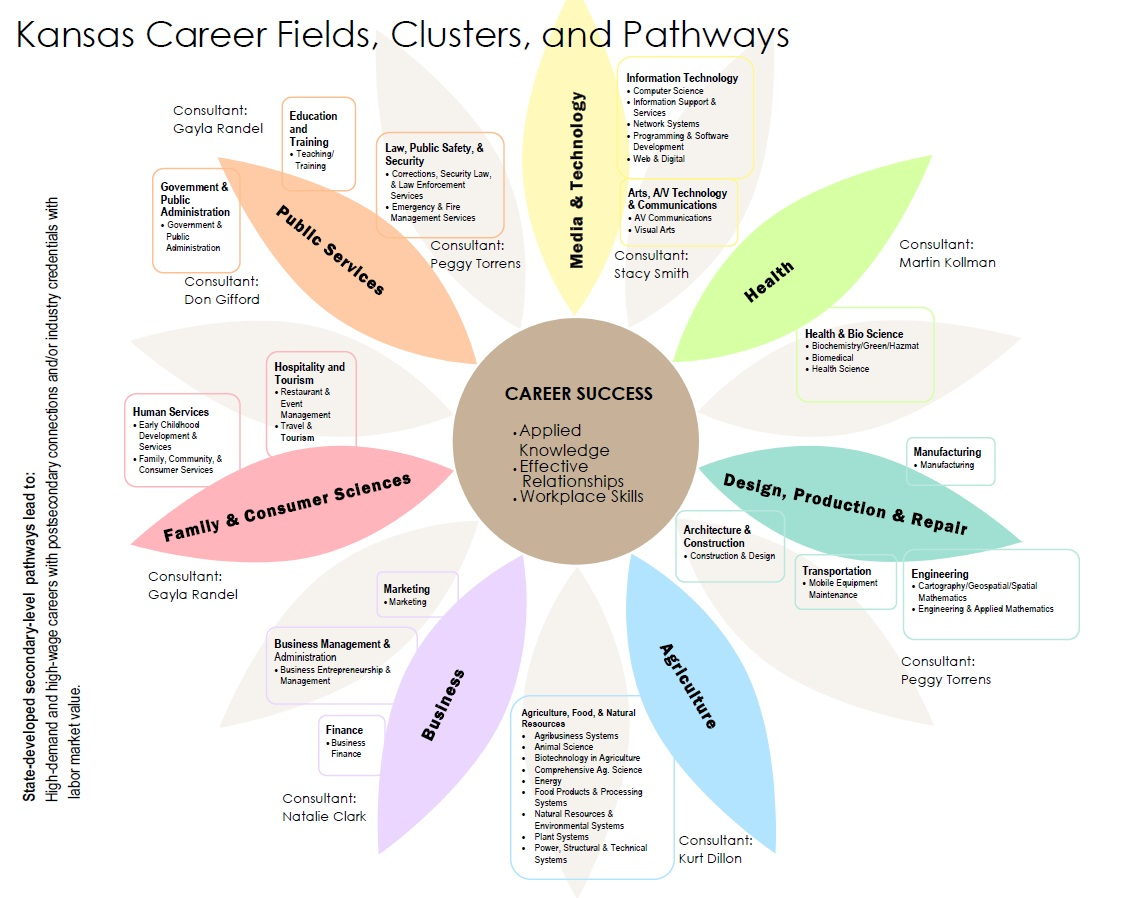 Kansas Career Fields, Clusters, and Pathways
Consultant:
Gayla Randel
Education
and
Training
• Teaching/
Training
Government &
Public
Administration
• Government &
Public
Administration
Consultant:
Don Gifford
Public Services
Law, Public Safety, &
Security
• Corrections, Security Law,
& Law Enforcement
Services
• Emergency & Fire
Management Services
Consultant:
Peggy Torrens
Media & Technology
Information Technology
• Computer Science
• Information Support &
Services
• Network Systems
• Programming & Software
Development
• Web & Digital
Arts, A/V Technology
& Communications
• AV Communications
• Visual Arts
Consultant:
Stacy Smith
Health
Consultant:
Martin Kollman
Health & Bio Science
• Biochemistry/Green/Hazmat
• Biomedical
• Health Science
CAREER SUCCESS
• Applied
Knowledge
• Effective
Relationships
• Workplace Skills
Hospitality and
Tourism
• Restaurant &
Event
Management
• Travel &
Tourism
Human Services
• Early Childhood
Development &
Services
• Family, Community, &
Consumer Services
Family & Consumer Sciences
Consultant:
Gayla Randel
Design, Production & Repair
Manufacturing
• Manufacturing
Architecture &
Construction
• Construction & Design
Transportation
• Mobile Equipment
Maintenance
Engineering
• Cartography/Geospatial/Spatial
Mathematics
• Engineering & Applied Mathematics
Consultant:
Peggy Torrens
Marketing
• Marketing
Business Management &
Administration
• Business Entrepreneurship &
Management
Finance
• Business
Finance
Business
Consultant:
Natalie Clark
Agriculture
Agriculture, Food, & Natural
Resources
• Agribusiness Systems
• Animal Science
• Biotechnology in Agriculture
• Comprehensive Ag. Science
• Energy
• Food Products & Processing
Systems
• Natural Resources &
Environmental Systems
• Plant Systems
• Power, Structural & Technical
Systems
Consultant:
Kurt Dillon
State-developed secondary-level pathways lead to:
High-demand and high-wage careers with postsecondary connections and/or industry credentials with
labor market value.